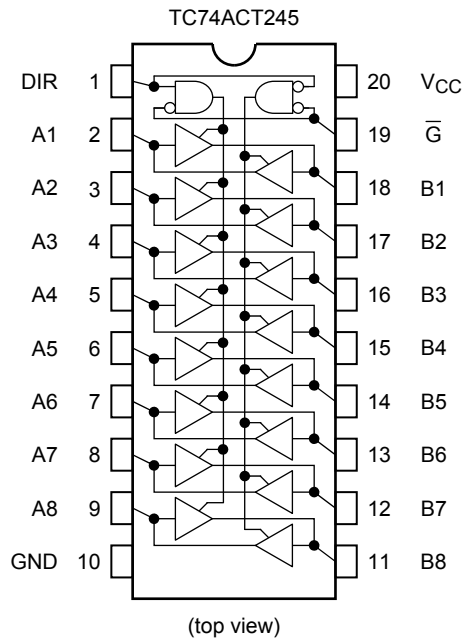 TC74ACT245
DIR 1 20 VCC
A1 2 19 G̅
A2 3 18 B1
A3 4 17 B2
A4 5 16 B3
A5 6 15 B4
A6 7 14 B5
A7 8 13 B6
A8 9 12 B7
GND 10 11 B8
(top view)